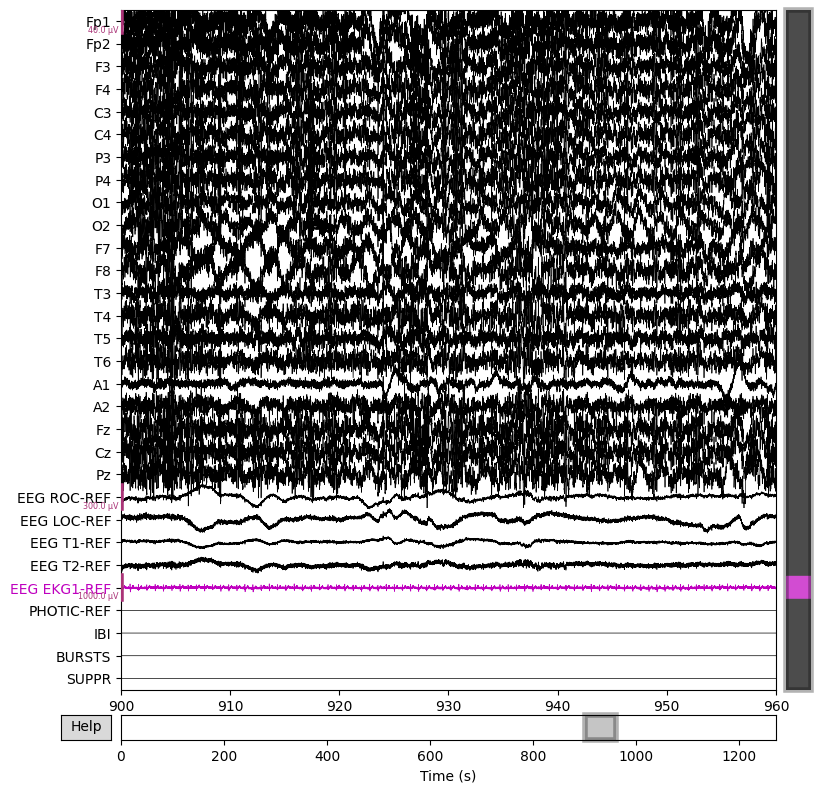 Fp1
40.0 µV
Fp2
F3
F4
C3
C4
P3
P4
O1
O2
F7
F8
T3
T4
T5
T6
A1
A2
Fz
Cz
Pz
EEG ROC-REF
300.0 µV
EEG LOC-REF
EEG T1-REF
EEG T2-REF
EEG EKG1-REF
1000.0 µV
PHOTIC-REF
IBI
BURSTS
SUPPR
900 910 920 930 940 950 960
Help
0 200 400 600 800 1000 1200
Time (s)